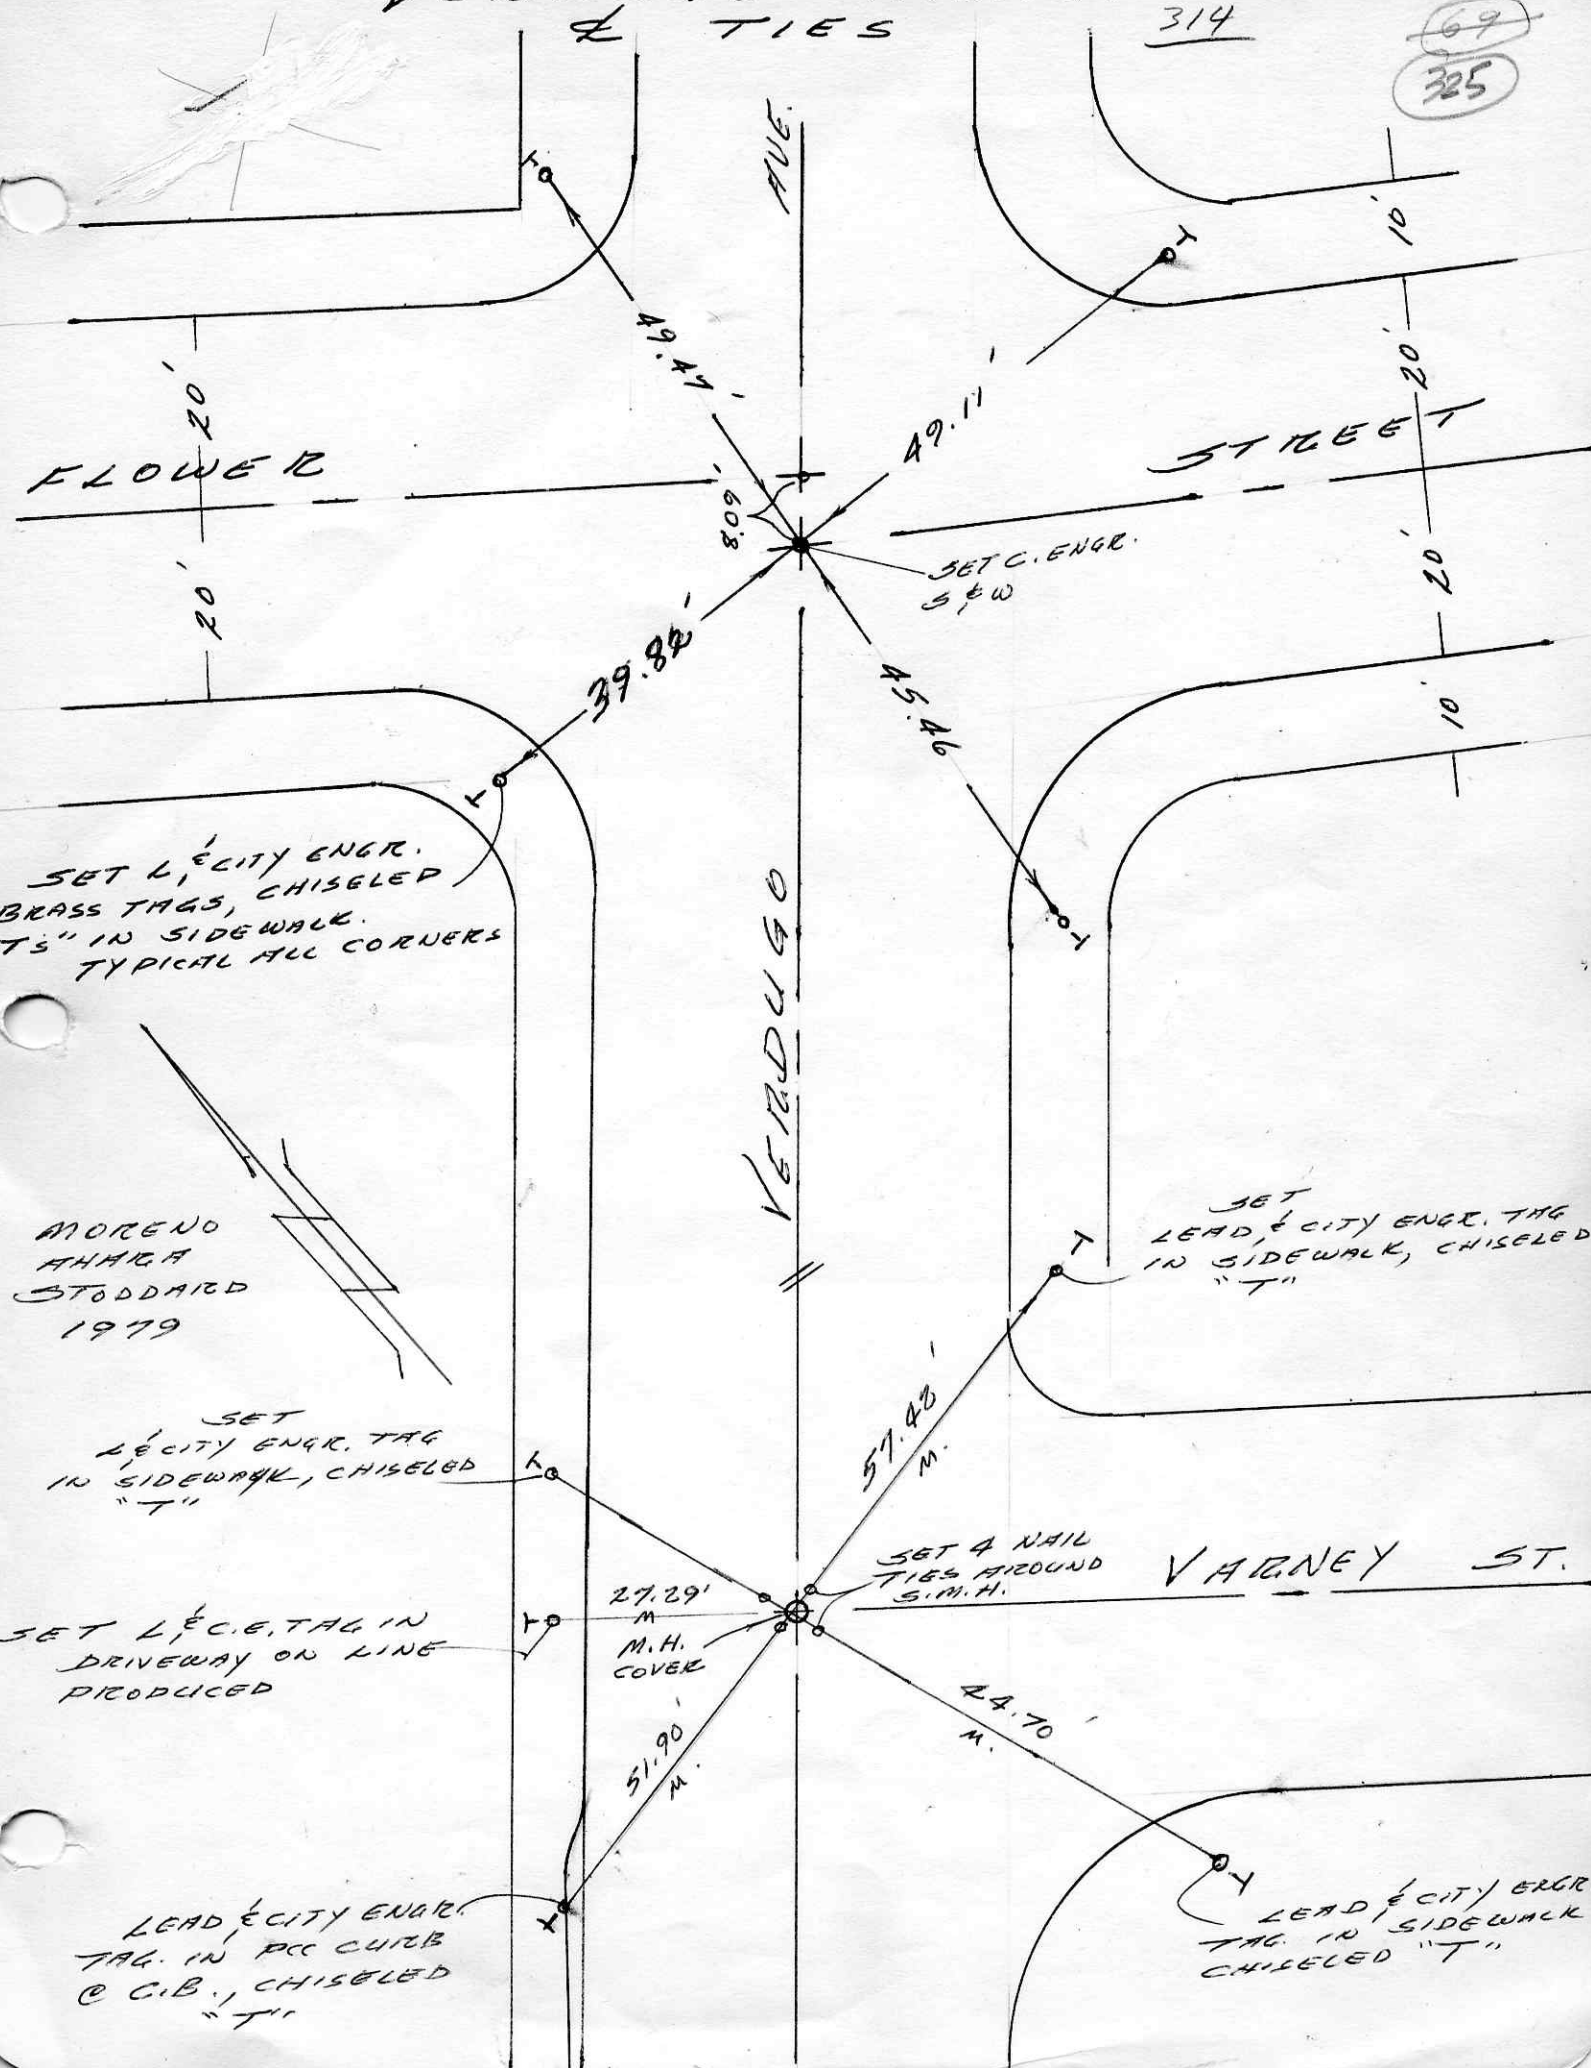 ℄ TIES
314
69
325
AVE.
10'
49.47'
49.11'
20'
20'
FLOWER
STREET
8.09'
SET C. ENGR.
S & W
20'
20'
39.82'
45.46
10'
SET L, & CITY ENGR.
BRASS TAGS, CHISELED
"T's" IN SIDEWALK.
TYPICAL ALL CORNERS
VERDUGO
MORENO
AHARA
STODDARD
1979
SET
LEAD, & CITY ENGR. TAG
IN SIDEWALK, CHISELED
"T"
57.42'
M.
SET
L, & CITY ENGR. TAG
IN SIDEWALK, CHISELED
"T"
SET 4 NAIL
TIES AROUND
S.M.H.
VARNEY ST.
27.29'
M
M.H.
COVER
SET L, & C.E. TAG IN
DRIVEWAY ON LINE
PRODUCED
51.90'
M.
44.70'
M.
LEAD, & CITY ENGR.
TAG. IN PCC CURB
@ C.B., CHISELED
"T"
LEAD, & CITY ENGR
TAG. IN SIDEWALK
CHISELED "T"